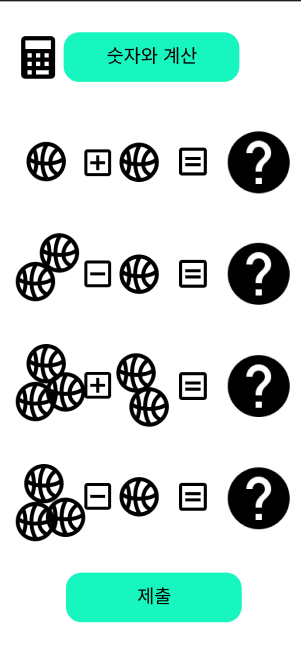 숫자와 계산
+ = ?
- = ?
+ = ?
- = ?
제출